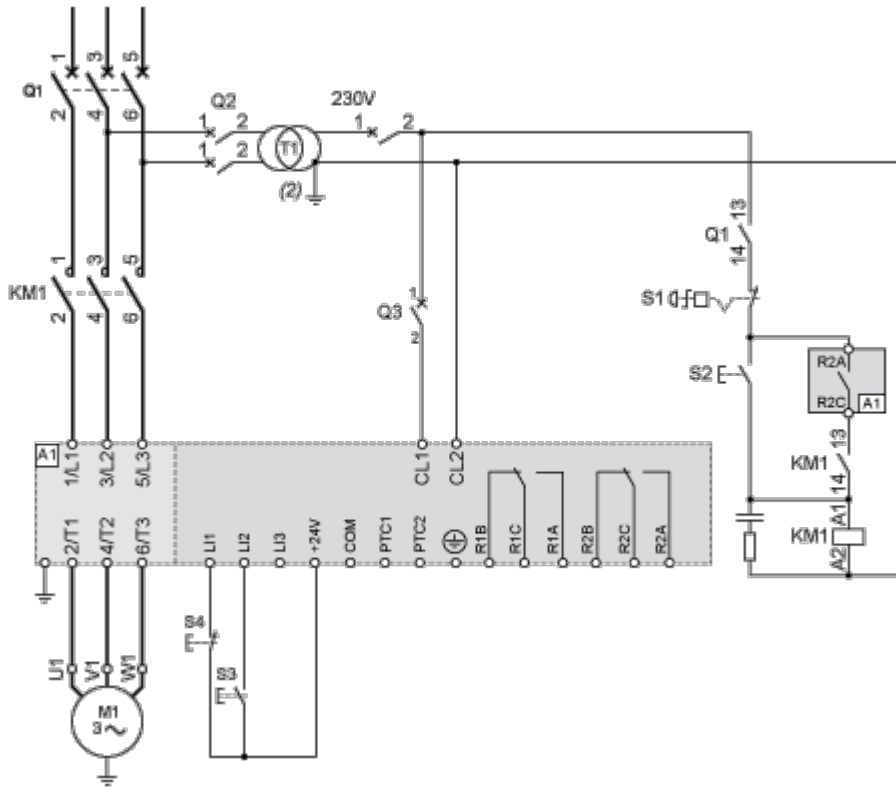 1 3 5
Q1
2 4 6
Q2
1 2
1 2
T1
(2)
230V
1 2
13
Q1
14
1 3 5
KM1
2 4 6
1
Q3
2
S1
S2
R2A
R2C A1
13
KM1
14
A1
KM1
A2
A1
1/L1 3/L2 5/L3
CL1 CL2
2/T1 4/T2 6/T3
LI1 LI2 LI3 +24V COM PTC1 PTC2 R1B R1C R1A R2B R2C R2A
S4
S3
U1 V1 W1
M1
3